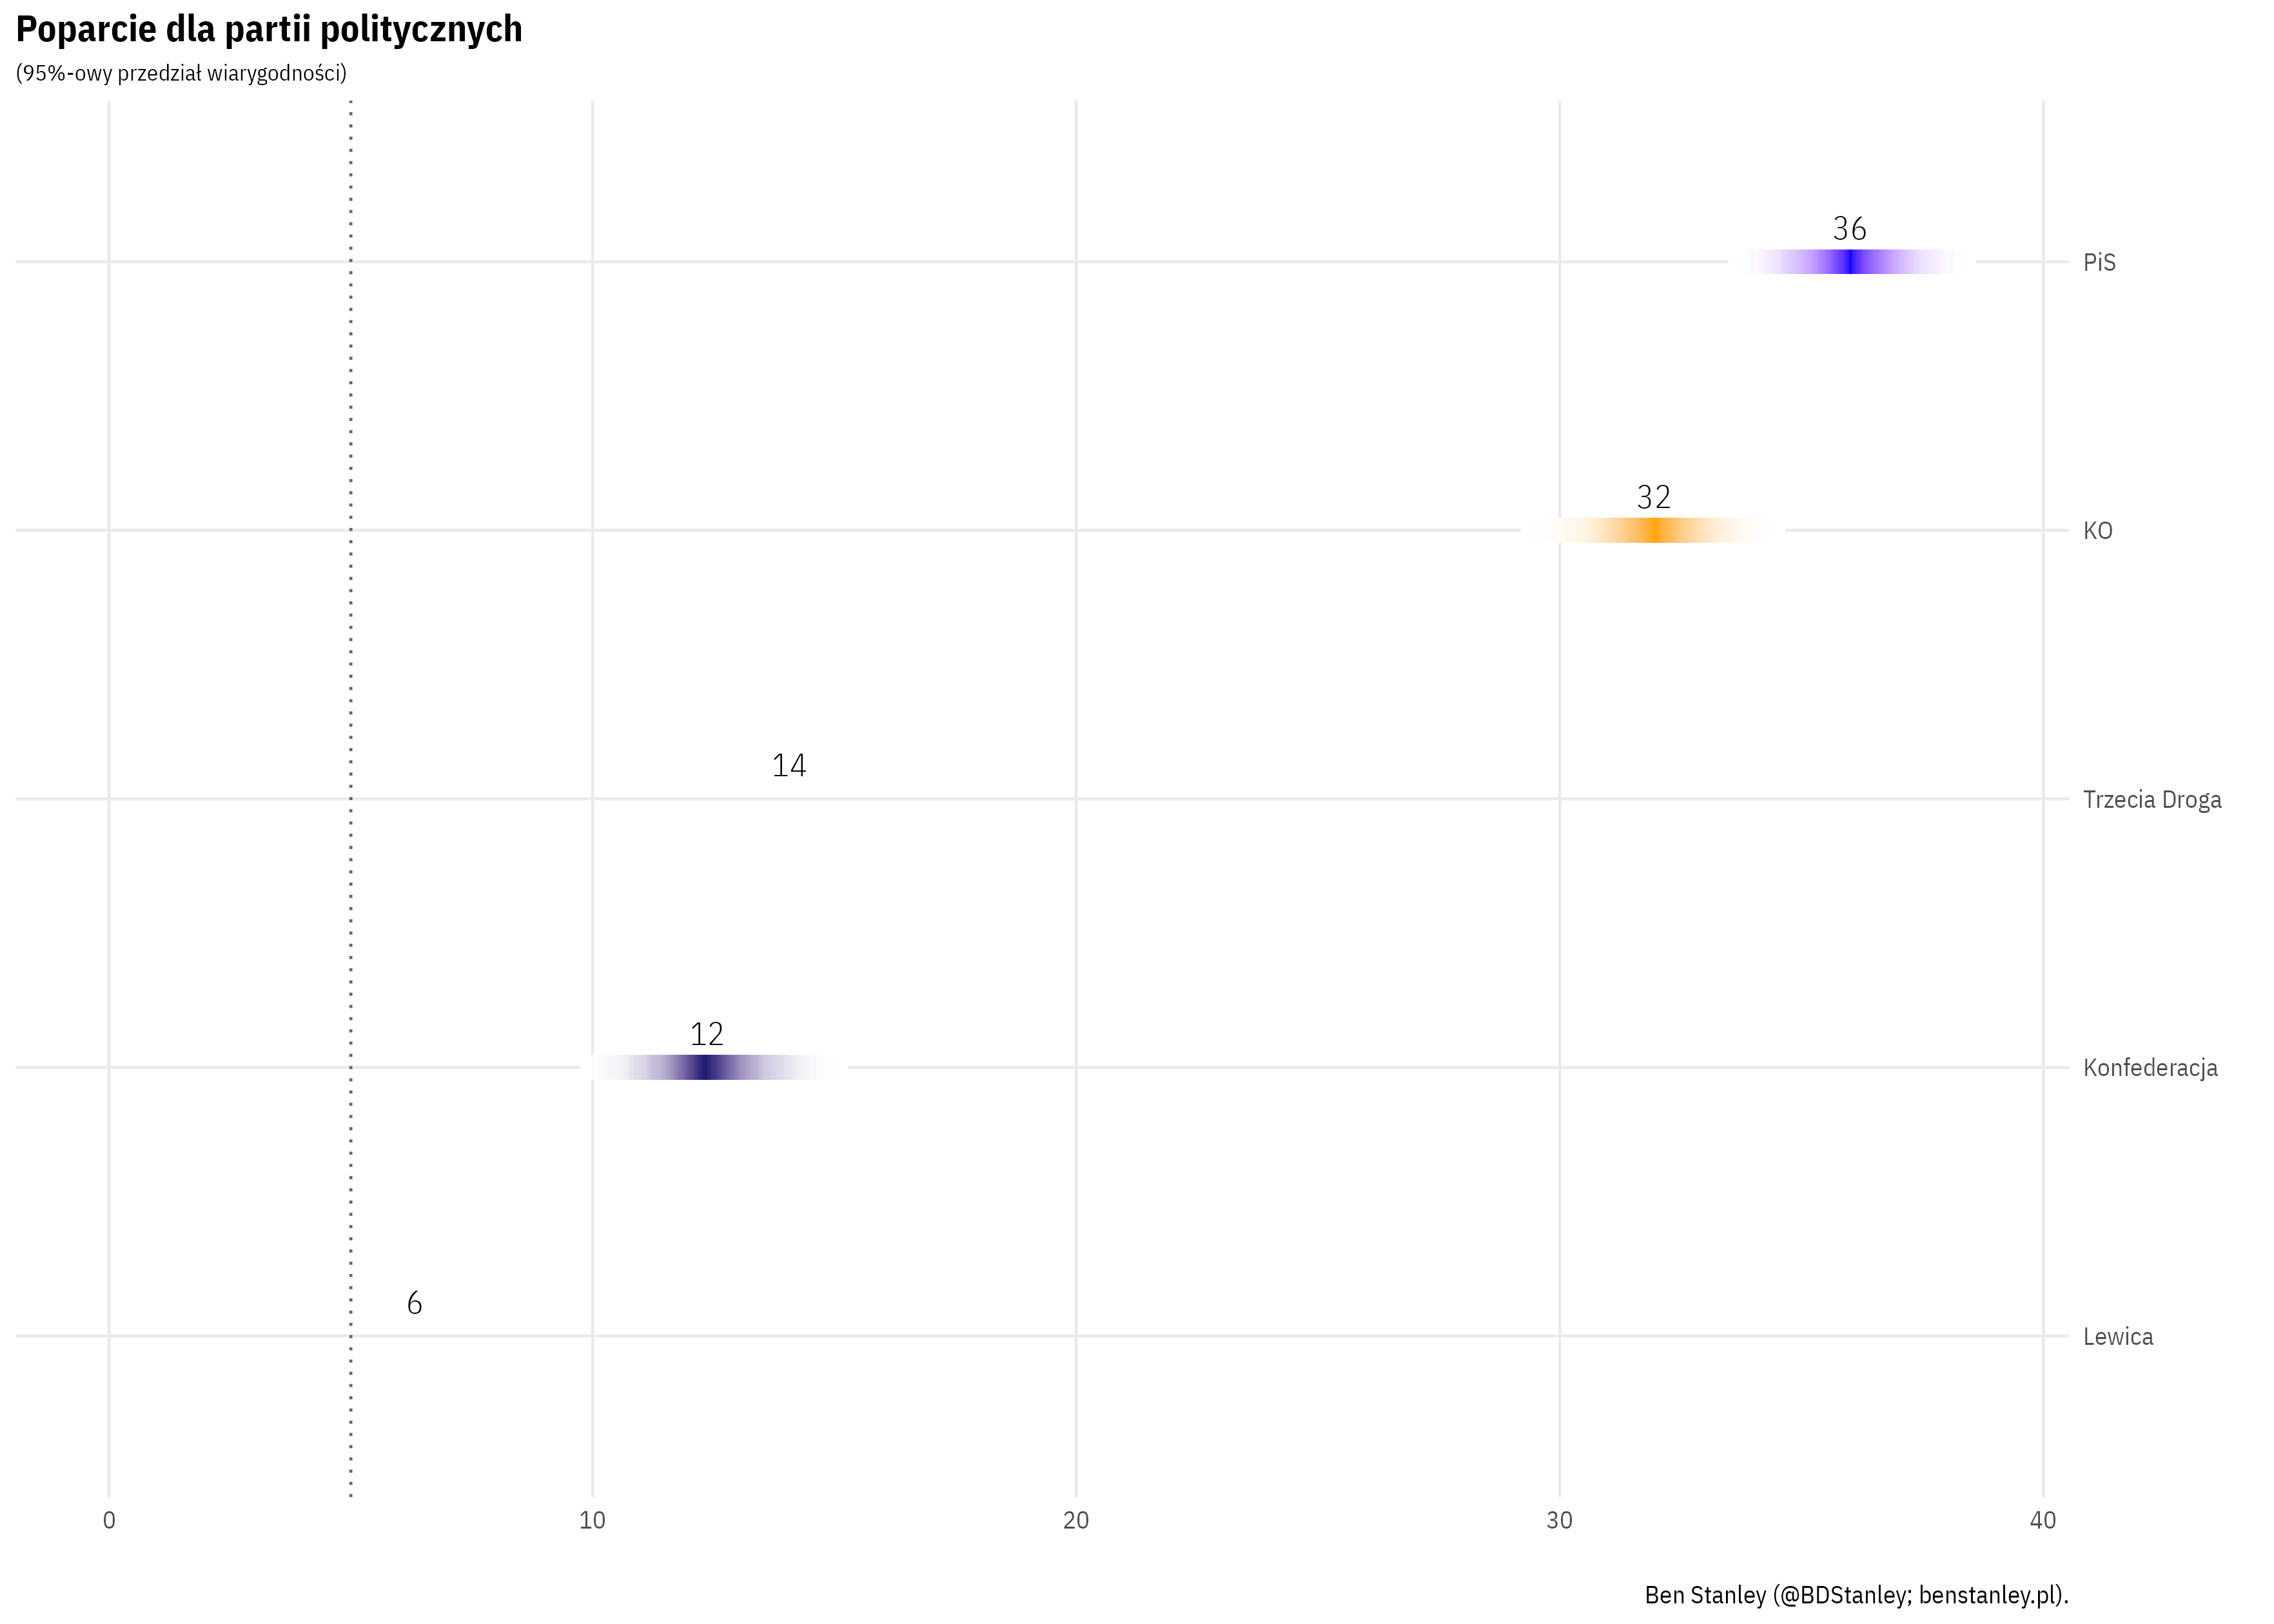 Poparcie dla partii politycznych
(95%-owy przedział wiarygodności)
36
PiS
32
KO
14
Trzecia Droga
12
Konfederacja
6
Lewica
0 10 20 30 40
Ben Stanley (@BDStanley; benstanley.pl).